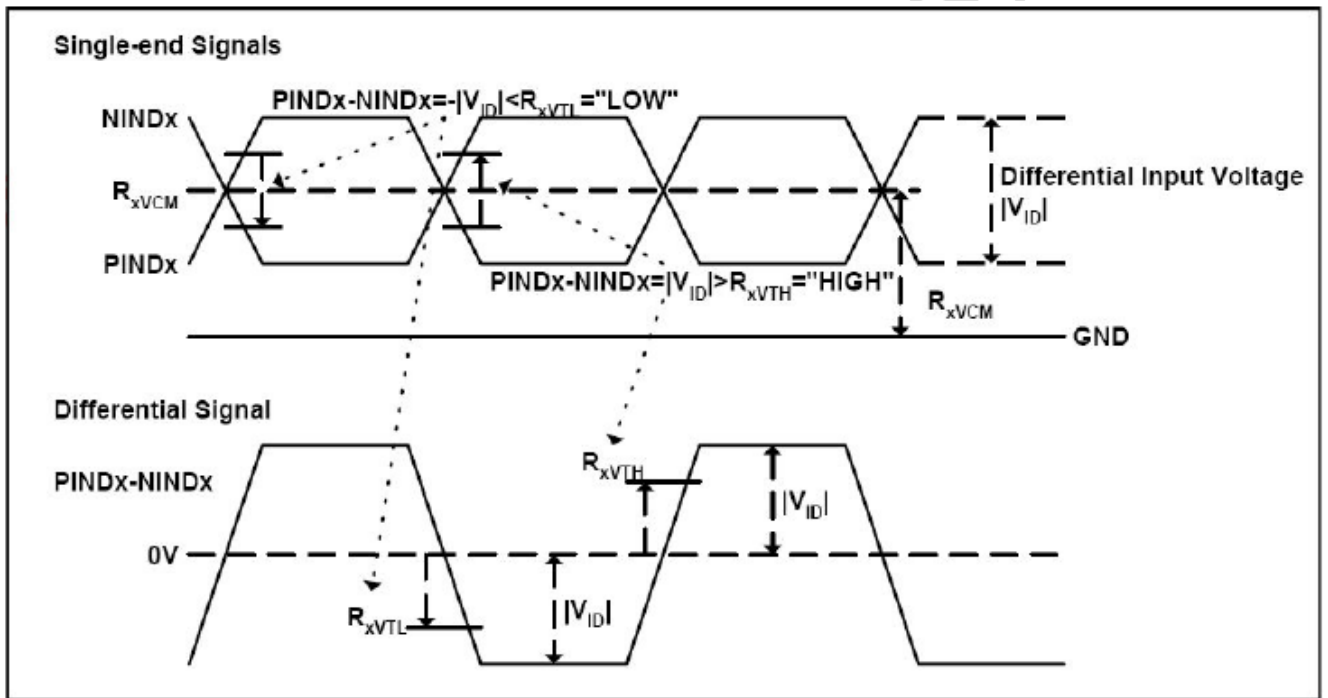 Single-end Signals
PINDx-NINDx=-|VID|<RxVTL="LOW"
NINDx
RxVCM
PINDx
Differential Input Voltage
|VID|
PINDx-NINDx=|VID|>RxVTH="HIGH"
RxVCM
GND
Differential Signal
PINDx-NINDx
RxVTH
|VID|
0V
RxVTL
|VID|